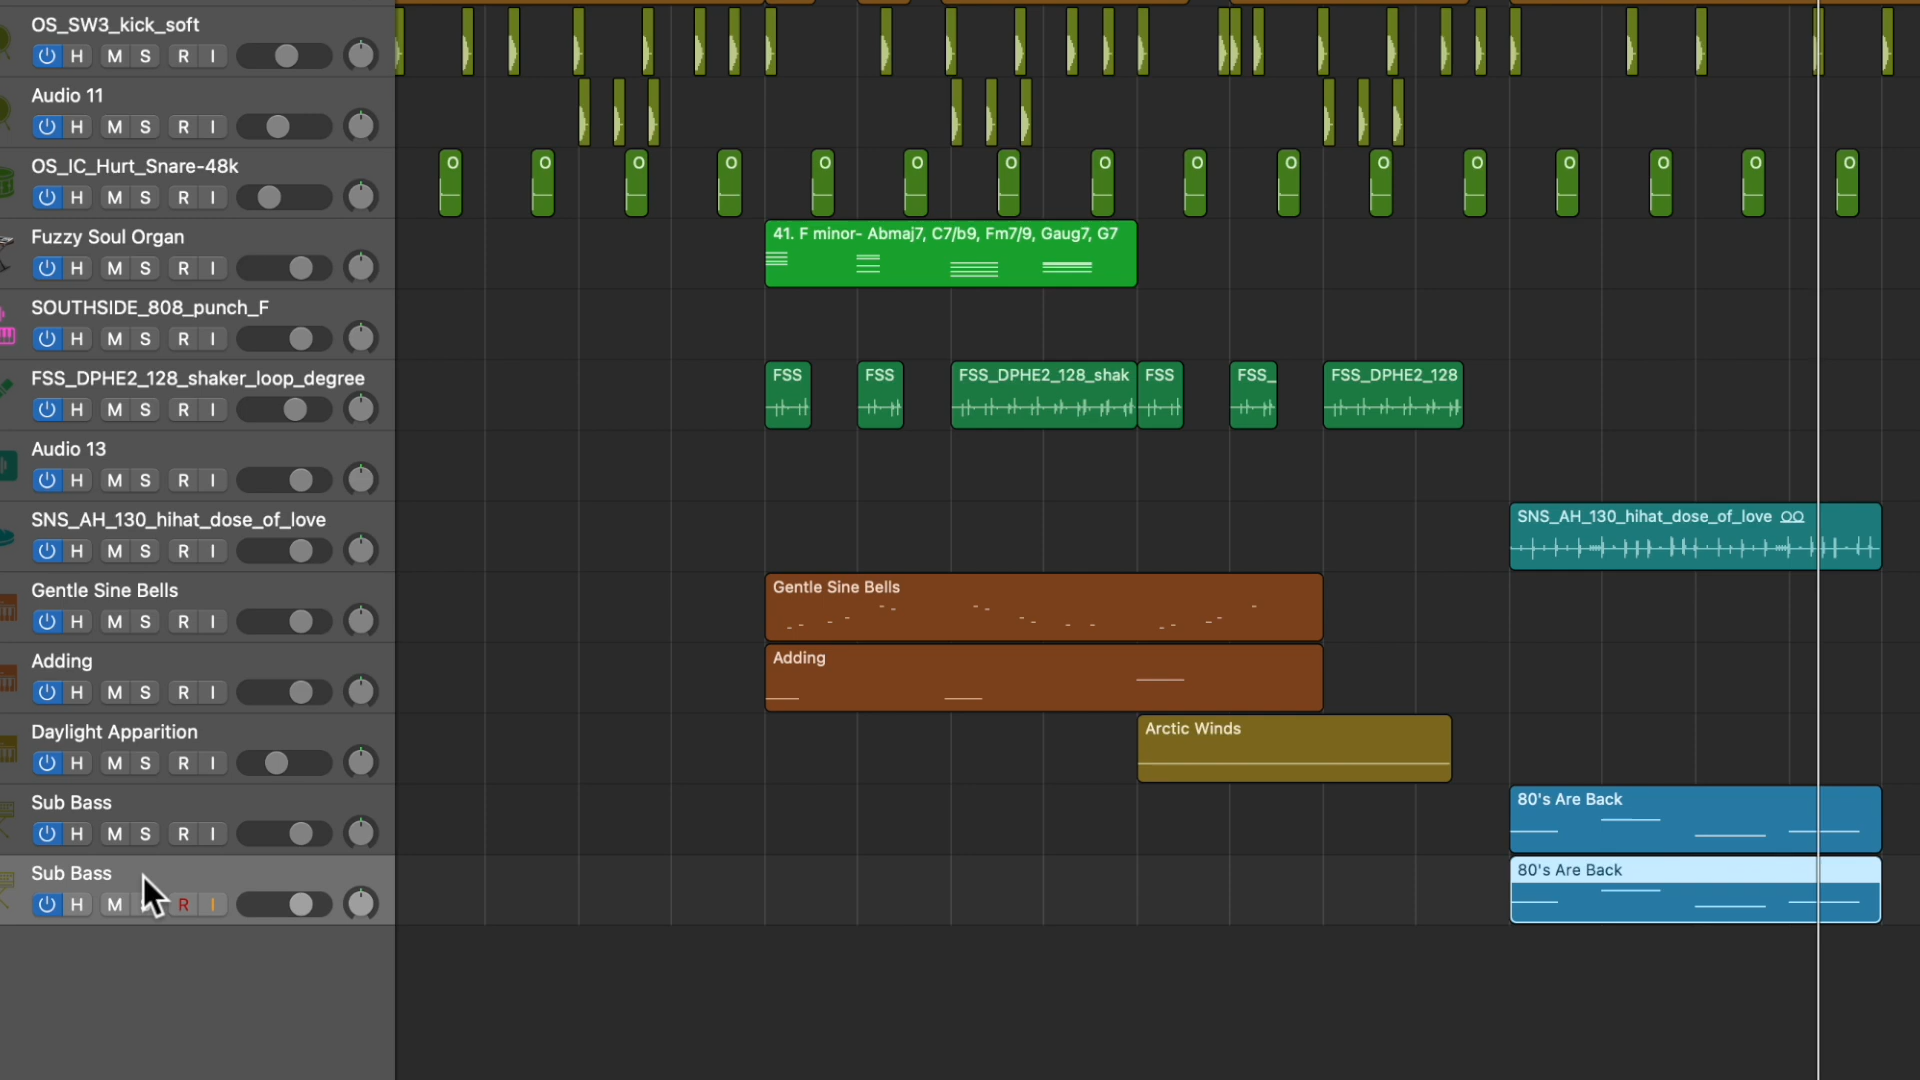 OS_SW3_kick_soft
H M S R I
Audio 11
H M S R I
OS_IC_Hurt_Snare-48k
H M S R I
O O O O O O O O O O O O O O O O
Fuzzy Soul Organ
H M S R I
41. F minor- Abmaj7, C7/b9, Fm7/9, Gaug7, G7
SOUTHSIDE_808_punch_F
H M S R I
FSS_DPHE2_128_shaker_loop_degree
H M S R I
FSS FSS FSS_DPHE2_128_shak FSS FSS_ FSS_DPHE2_128
Audio 13
H M S R I
SNS_AH_130_hihat_dose_of_love
H M S R I
SNS_AH_130_hihat_dose_of_love
Gentle Sine Bells
H M S R I
Gentle Sine Bells
Adding
H M S R I
Adding
Daylight Apparition
H M S R I
Arctic Winds
Sub Bass
H M S R I
80's Are Back
Sub Bass
H M R I
80's Are Back